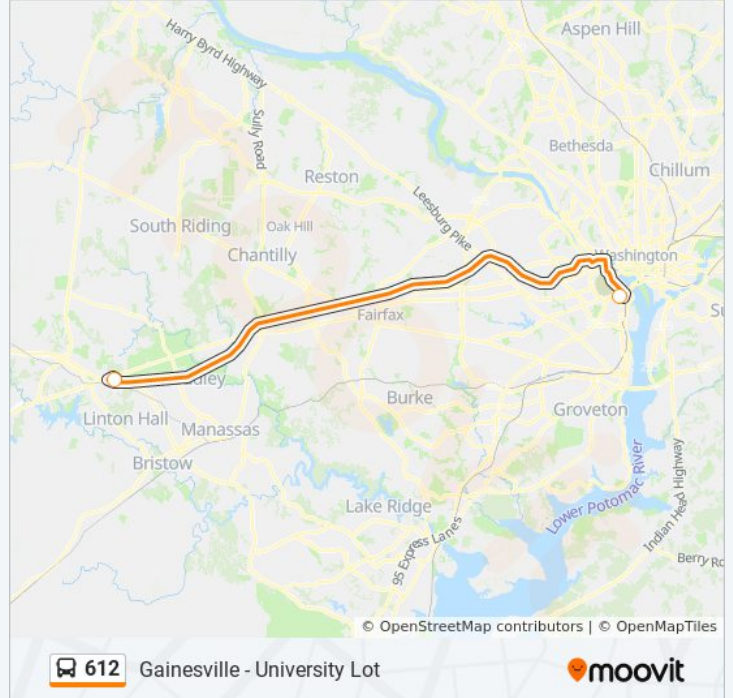 Aspen Hill
Harry Byrd Highway
Bethesda
Sully Road
Chillum
Reston
Leesburg Pike
South Riding
Oak Hill
Chantilly
Washington
Fairfax
Burke
Groveton
Linton Hall
Manassas
Bristow
Lower Potomac River
Indian Head Highway
Lake Ridge
95 Express Lanes
Berry
© OpenStreetMap contributors | © OpenMapTiles
612 Gainesville - University Lot
moovit